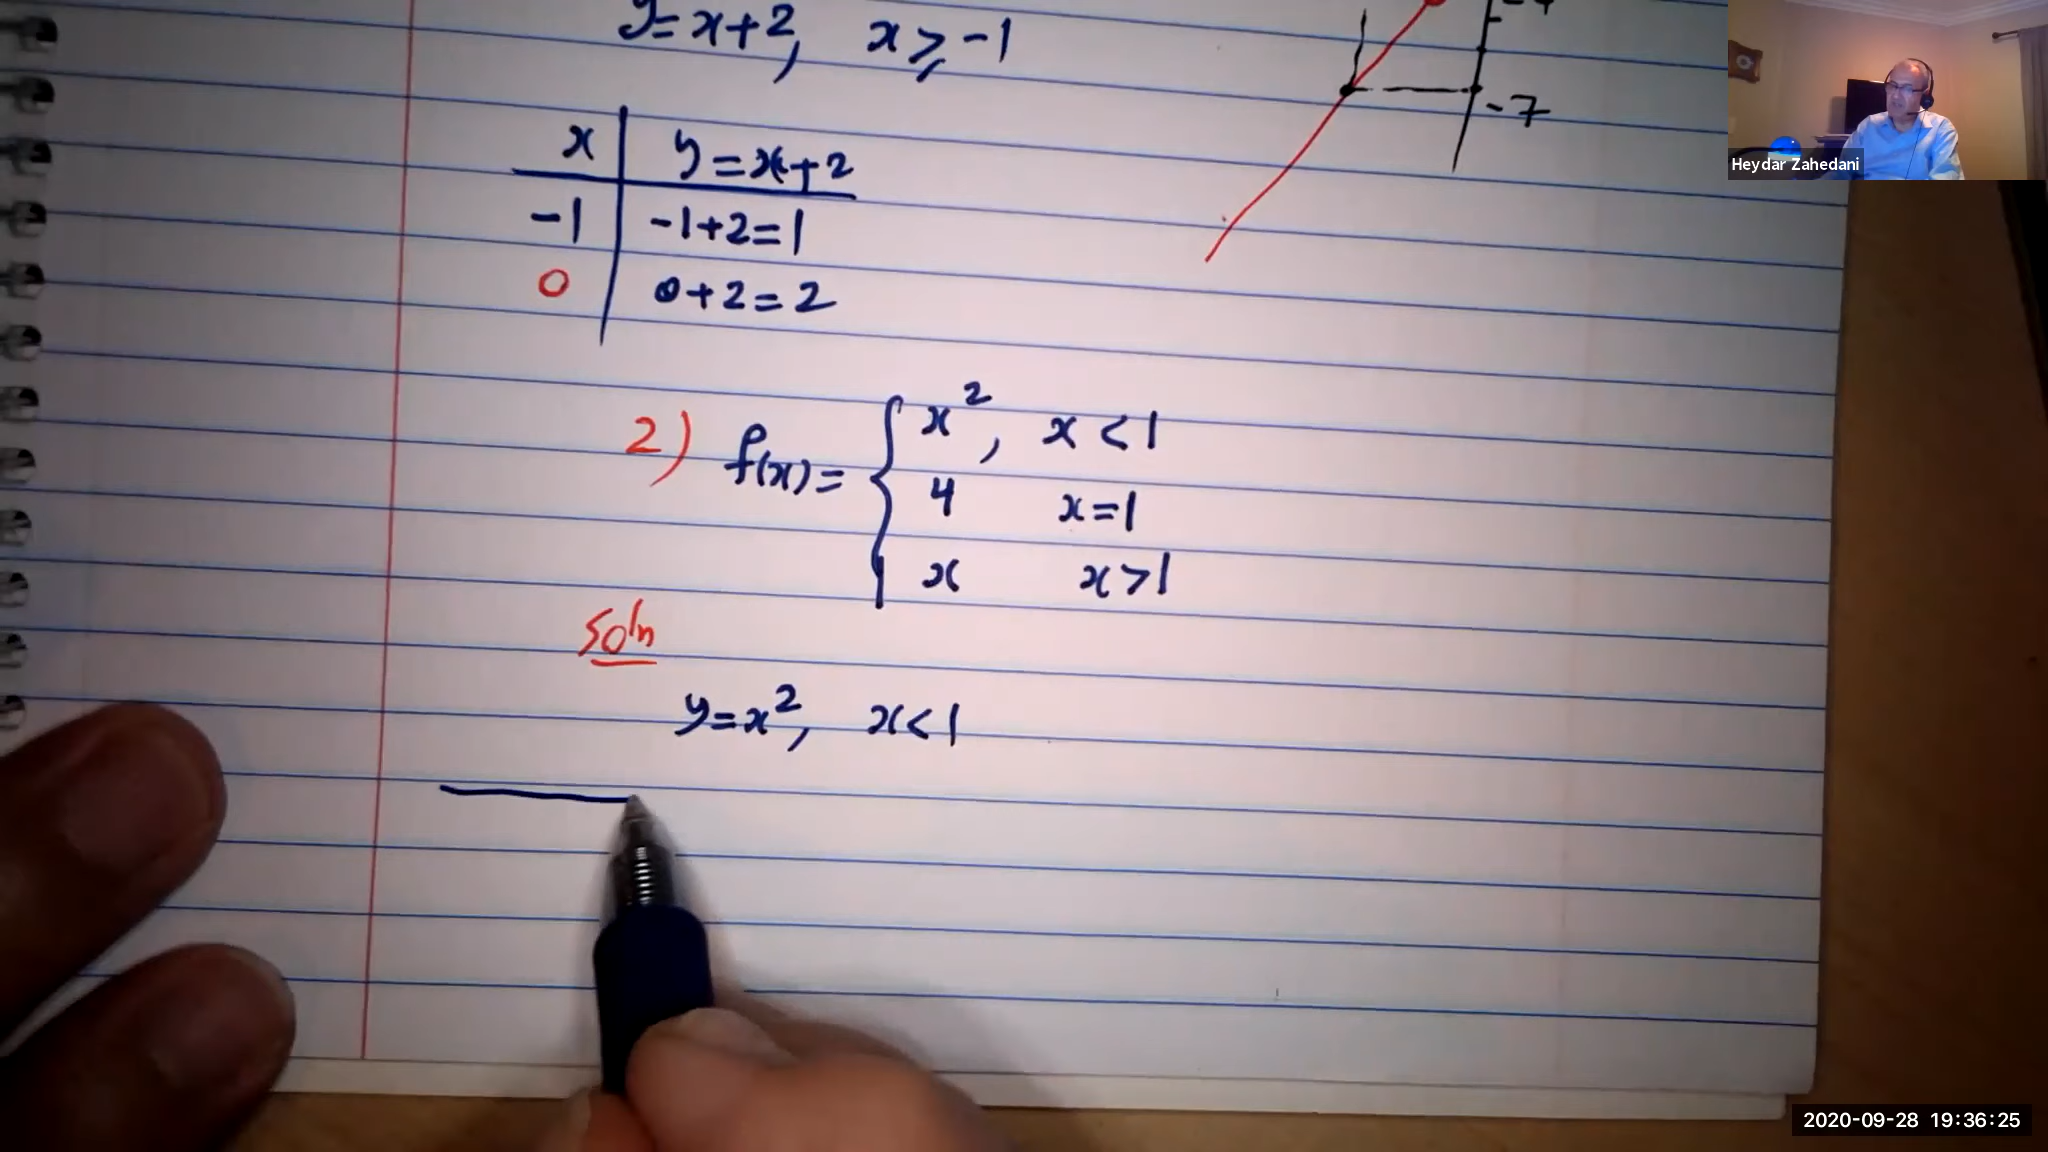 y=x+2, x≥-1
-7
x y=x+2
-1 -1+2=1
0 0+2=2
2) f(x)= { x², x<1
4 x=1
x x>1
Soln
y=x², x<1
Heydar Zahedani
2020-09-28 19:36:25